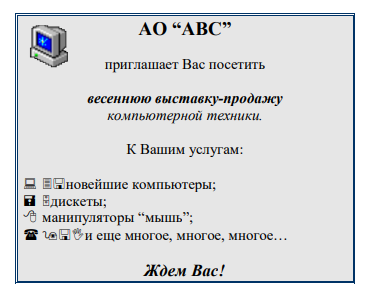 АО “АВС”
приглашает Вас посетить
весеннюю выставку-продажу
компьютерной техники.
К Вашим услугам:
новейшие компьютеры;
дискеты;
манипуляторы “мышь”;
и еще многое, многое, многое…
Ждем Вас!